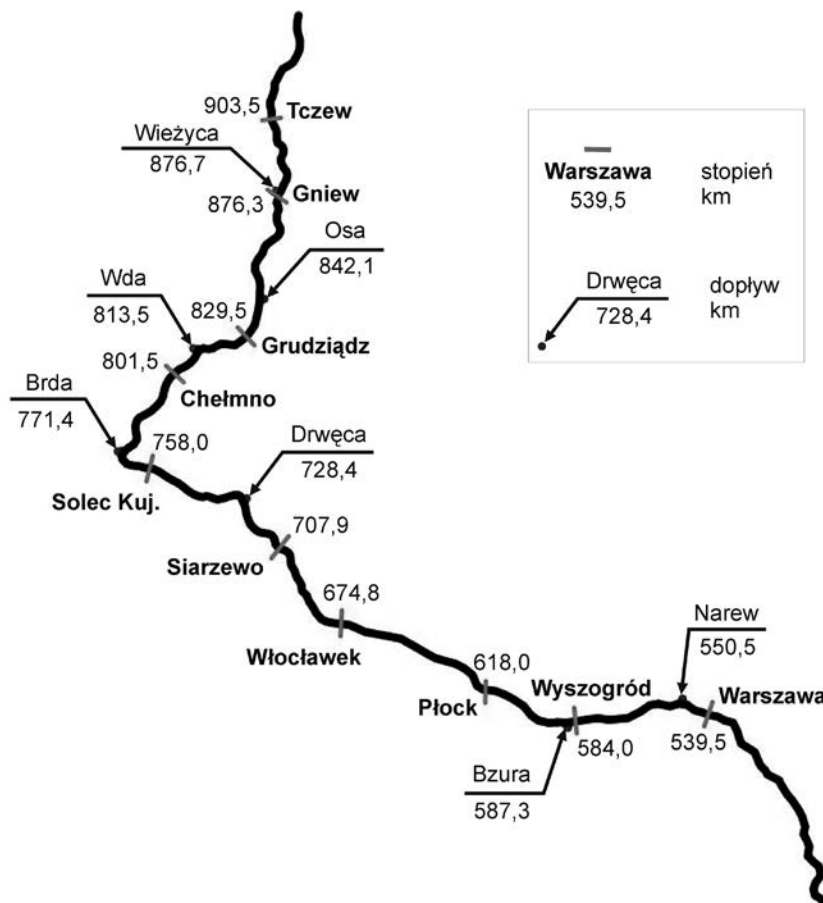 903,5
Tczew
Wieżyca
876,7
876,3
Gniew
Osa
842,1
Wda
813,5
829,5
Grudziądz
801,5
Chełmno
Brda
771,4
758,0
Solec Kuj.
Drwęca
728,4
707,9
Siarzewo
674,8
Włocławek
618,0
Płock
Wyszogród
584,0
Bzura
587,3
Narew
550,5
Warszawa
539,5
Warszawa stopień
539,5 km
Drwęca dopływ
728,4 km